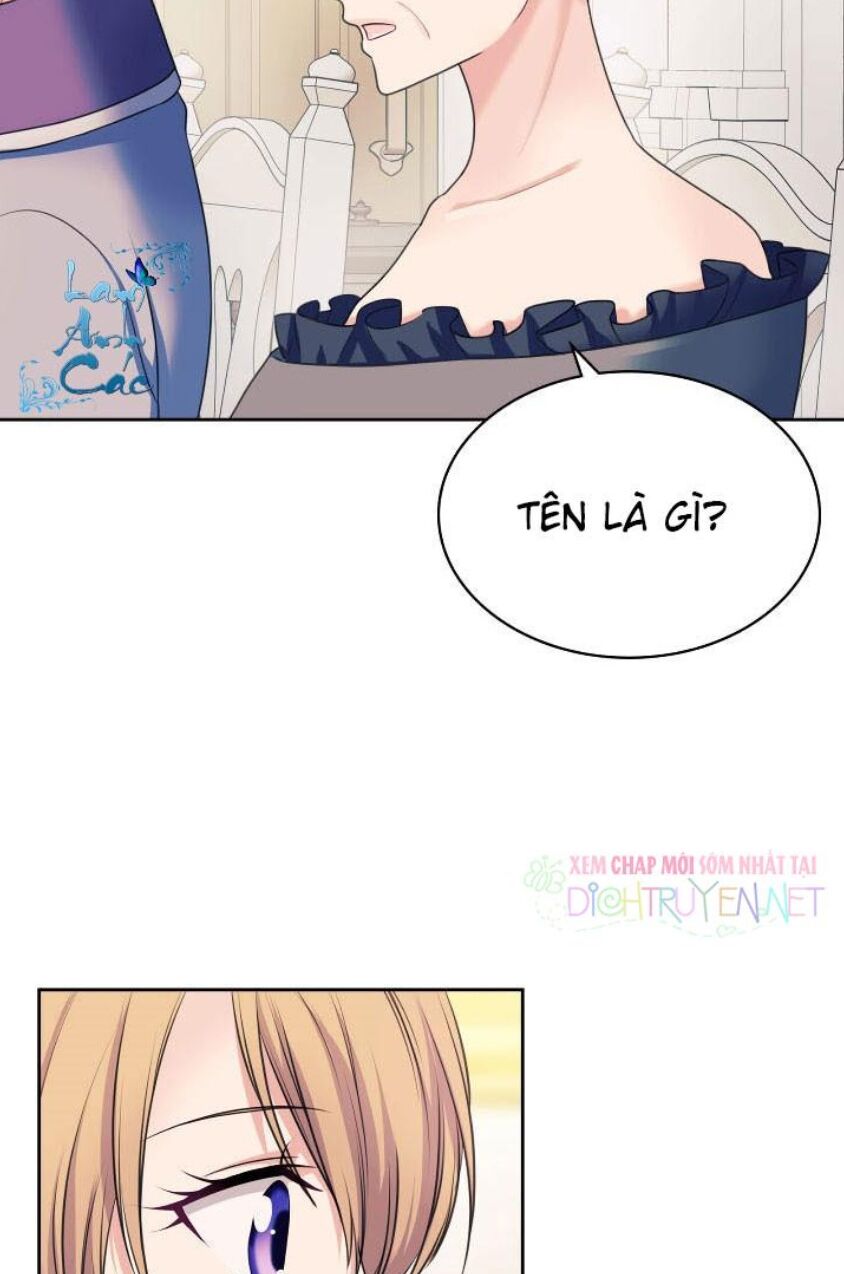 Lam
Anh
Các
TÊN LÀ GÌ?
XEM CHAP MỚI SỚM NHẤT TẠI
DICHTRUYEN.NET